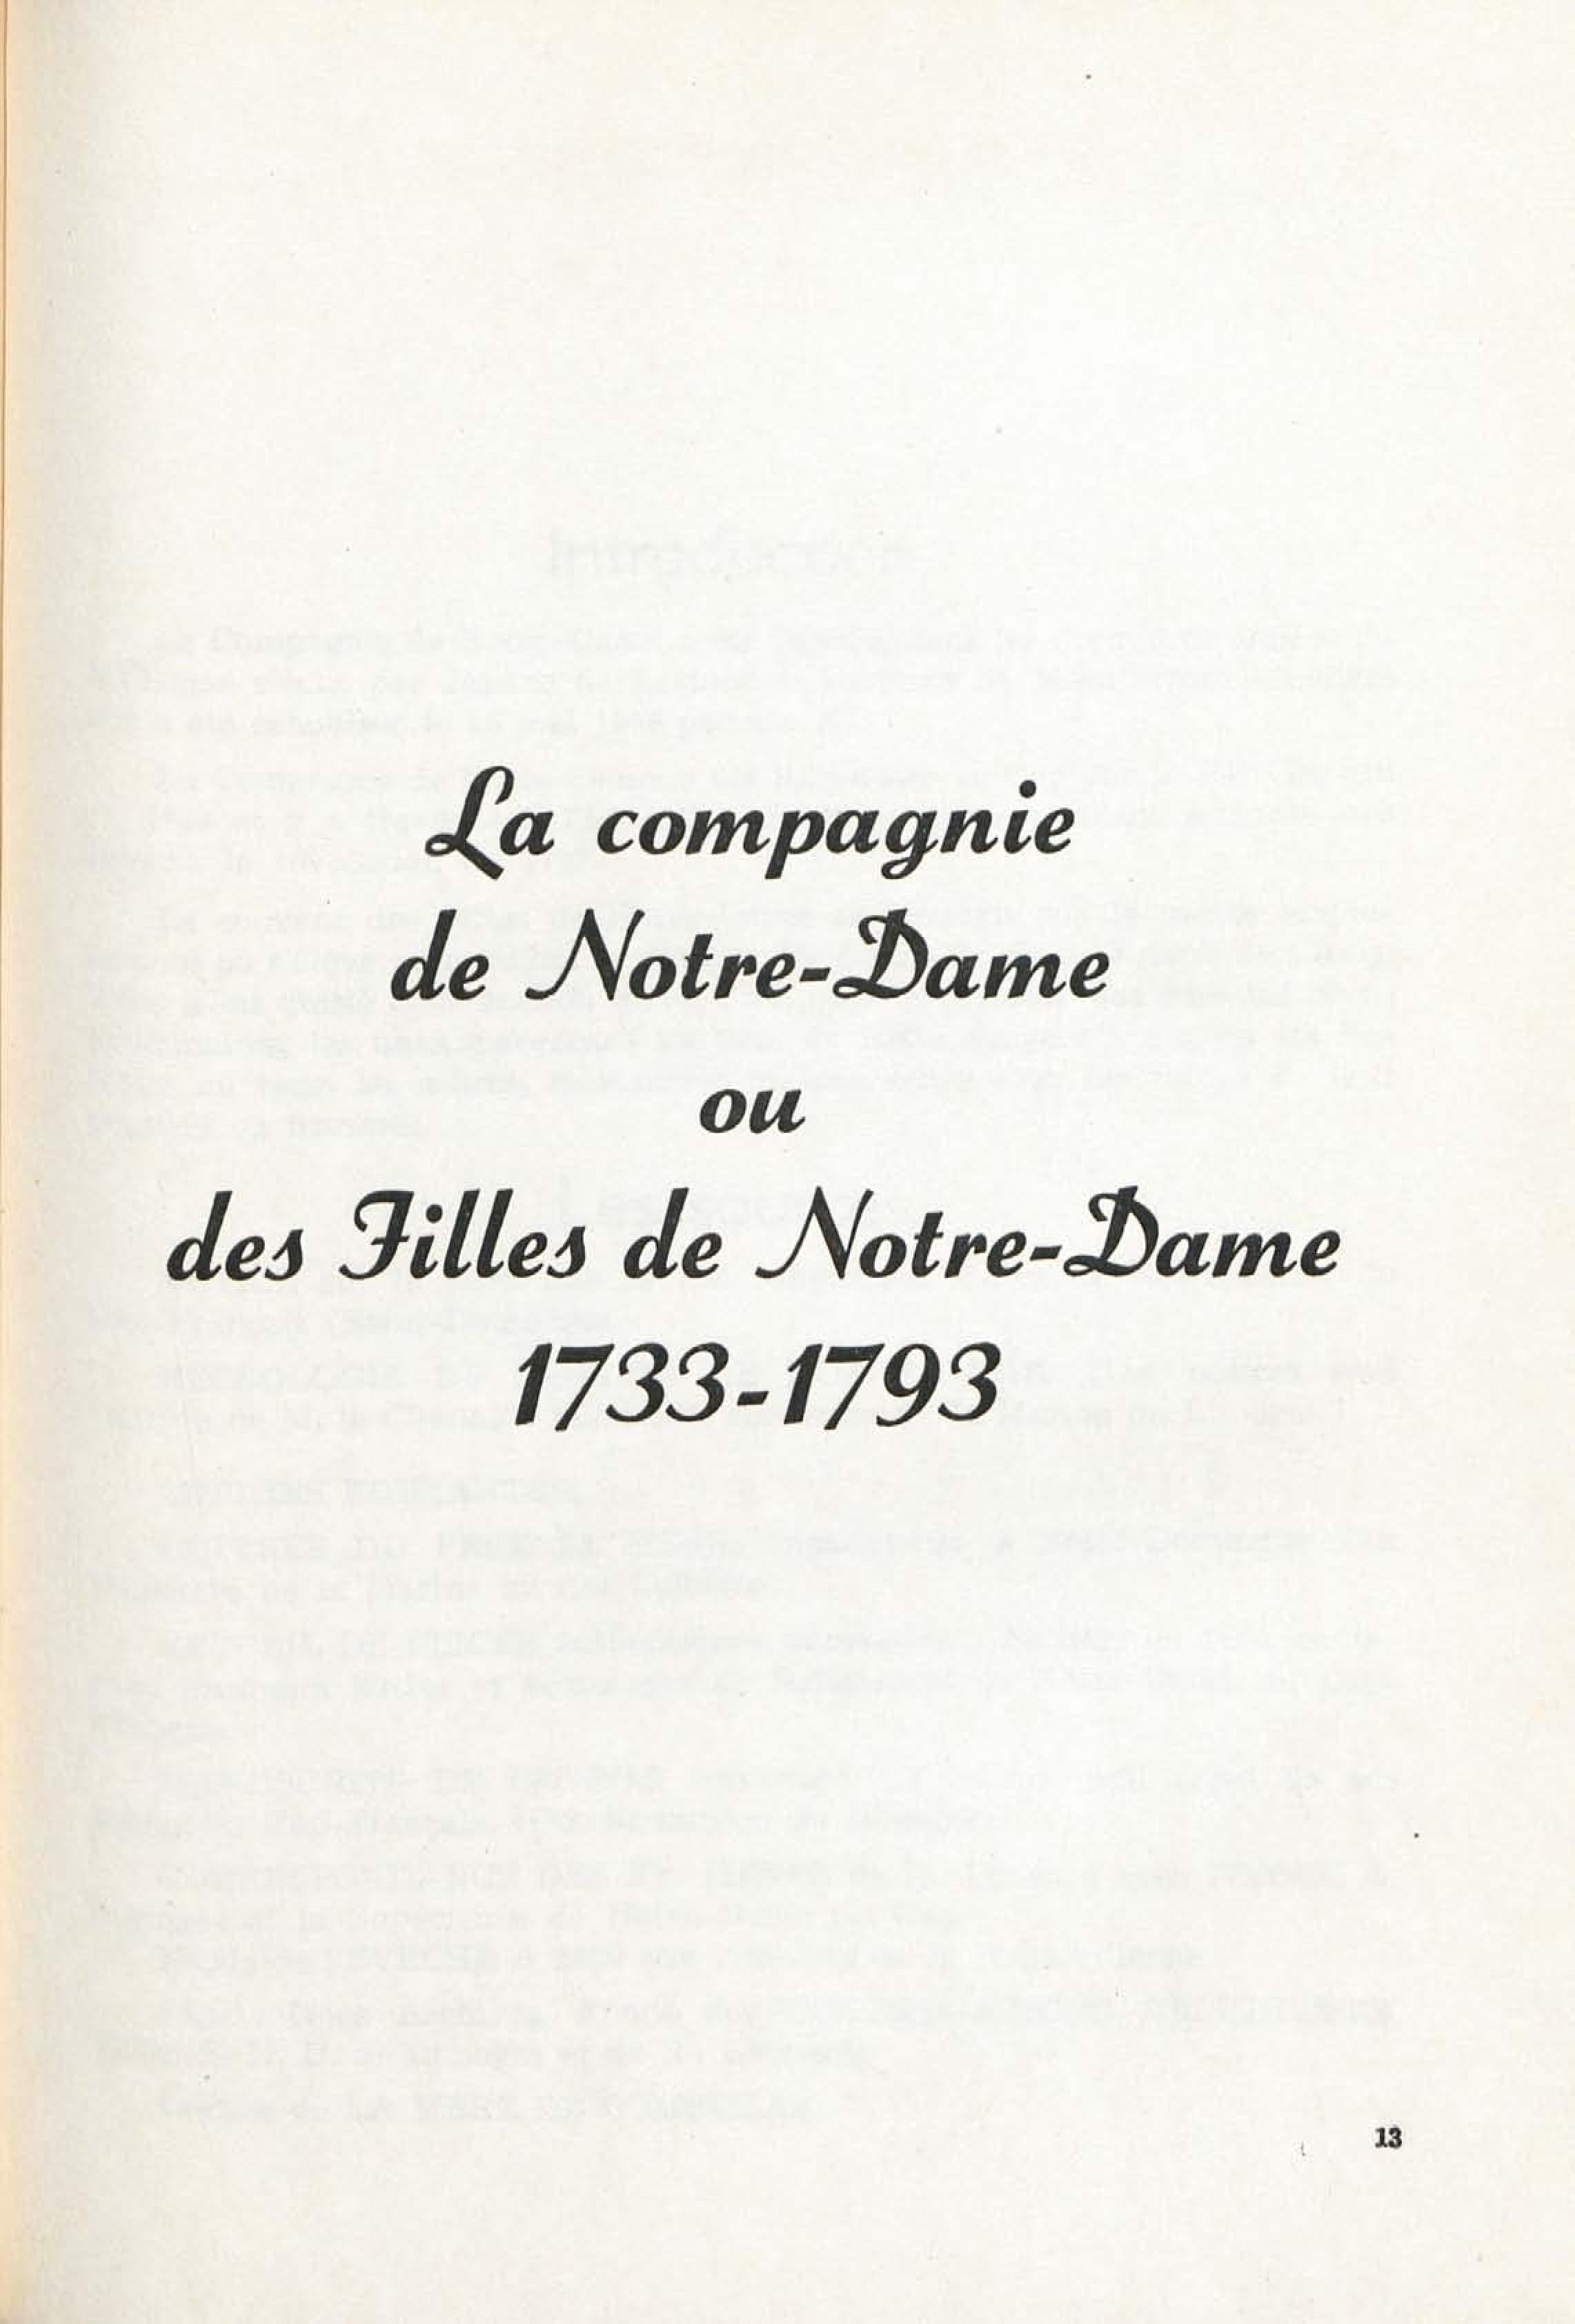 La compagnie
de Notre-Dame
ou
des Filles de Notre-Dame
1733-1793
13